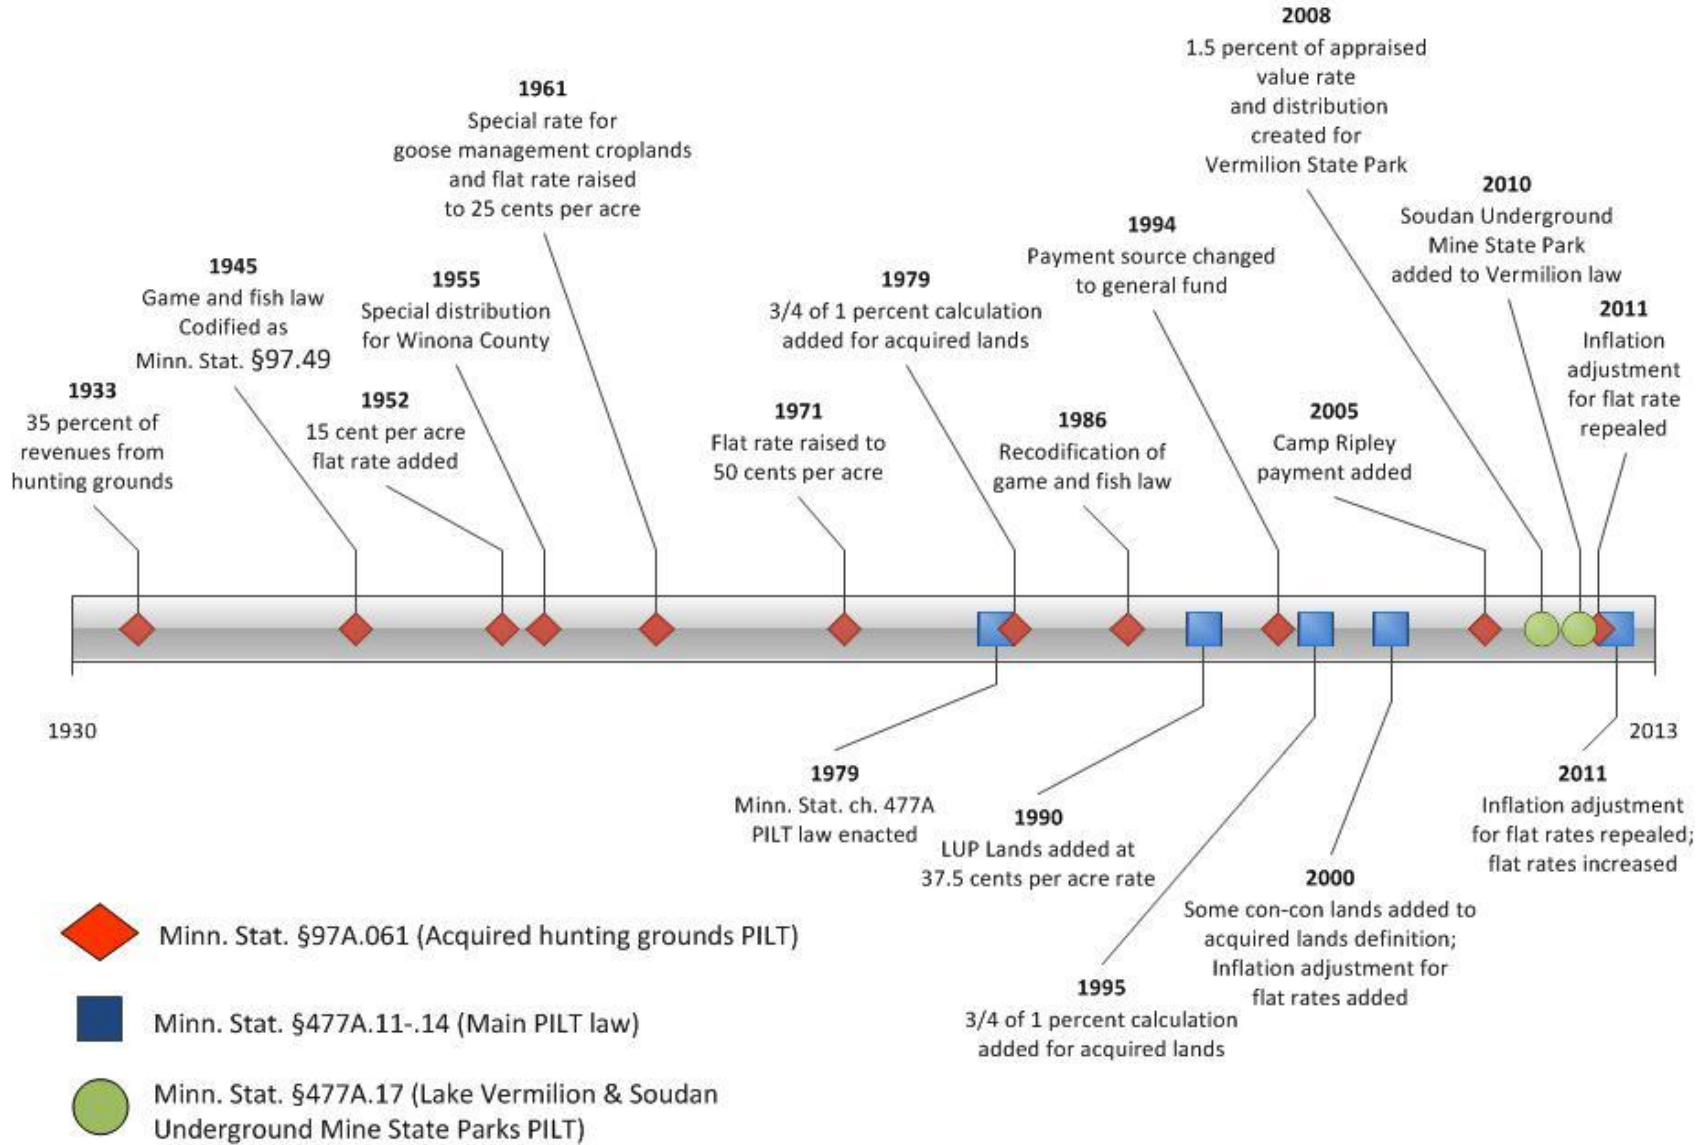 1933
35 percent of
revenues from
hunting grounds
1945
Game and fish law
Codified as
Minn. Stat. §97.49
1952
15 cent per acre
flat rate added
1955
Special distribution
for Winona County
1961
Special rate for
goose management croplands
and flat rate raised
to 25 cents per acre
1971
Flat rate raised to
50 cents per acre
1979
3/4 of 1 percent calculation
added for acquired lands
1986
Recodification of
game and fish law
1994
Payment source changed
to general fund
2005
Camp Ripley
payment added
2008
1.5 percent of appraised
value rate
and distribution
created for
Vermilion State Park
2010
Soudan Underground
Mine State Park
added to Vermilion law
2011
Inflation
adjustment
for flat rate
repealed
1930
2013
1979
Minn. Stat. ch. 477A
PILT law enacted
1990
LUP Lands added at
37.5 cents per acre rate
1995
3/4 of 1 percent calculation
added for acquired lands
2000
Some con-con lands added to
acquired lands definition;
Inflation adjustment for
flat rates added
2011
Inflation adjustment
for flat rates repealed;
flat rates increased
Minn. Stat. §97A.061 (Acquired hunting grounds PILT)
Minn. Stat. §477A.11-.14 (Main PILT law)
Minn. Stat. §477A.17 (Lake Vermilion & Soudan
Underground Mine State Parks PILT)